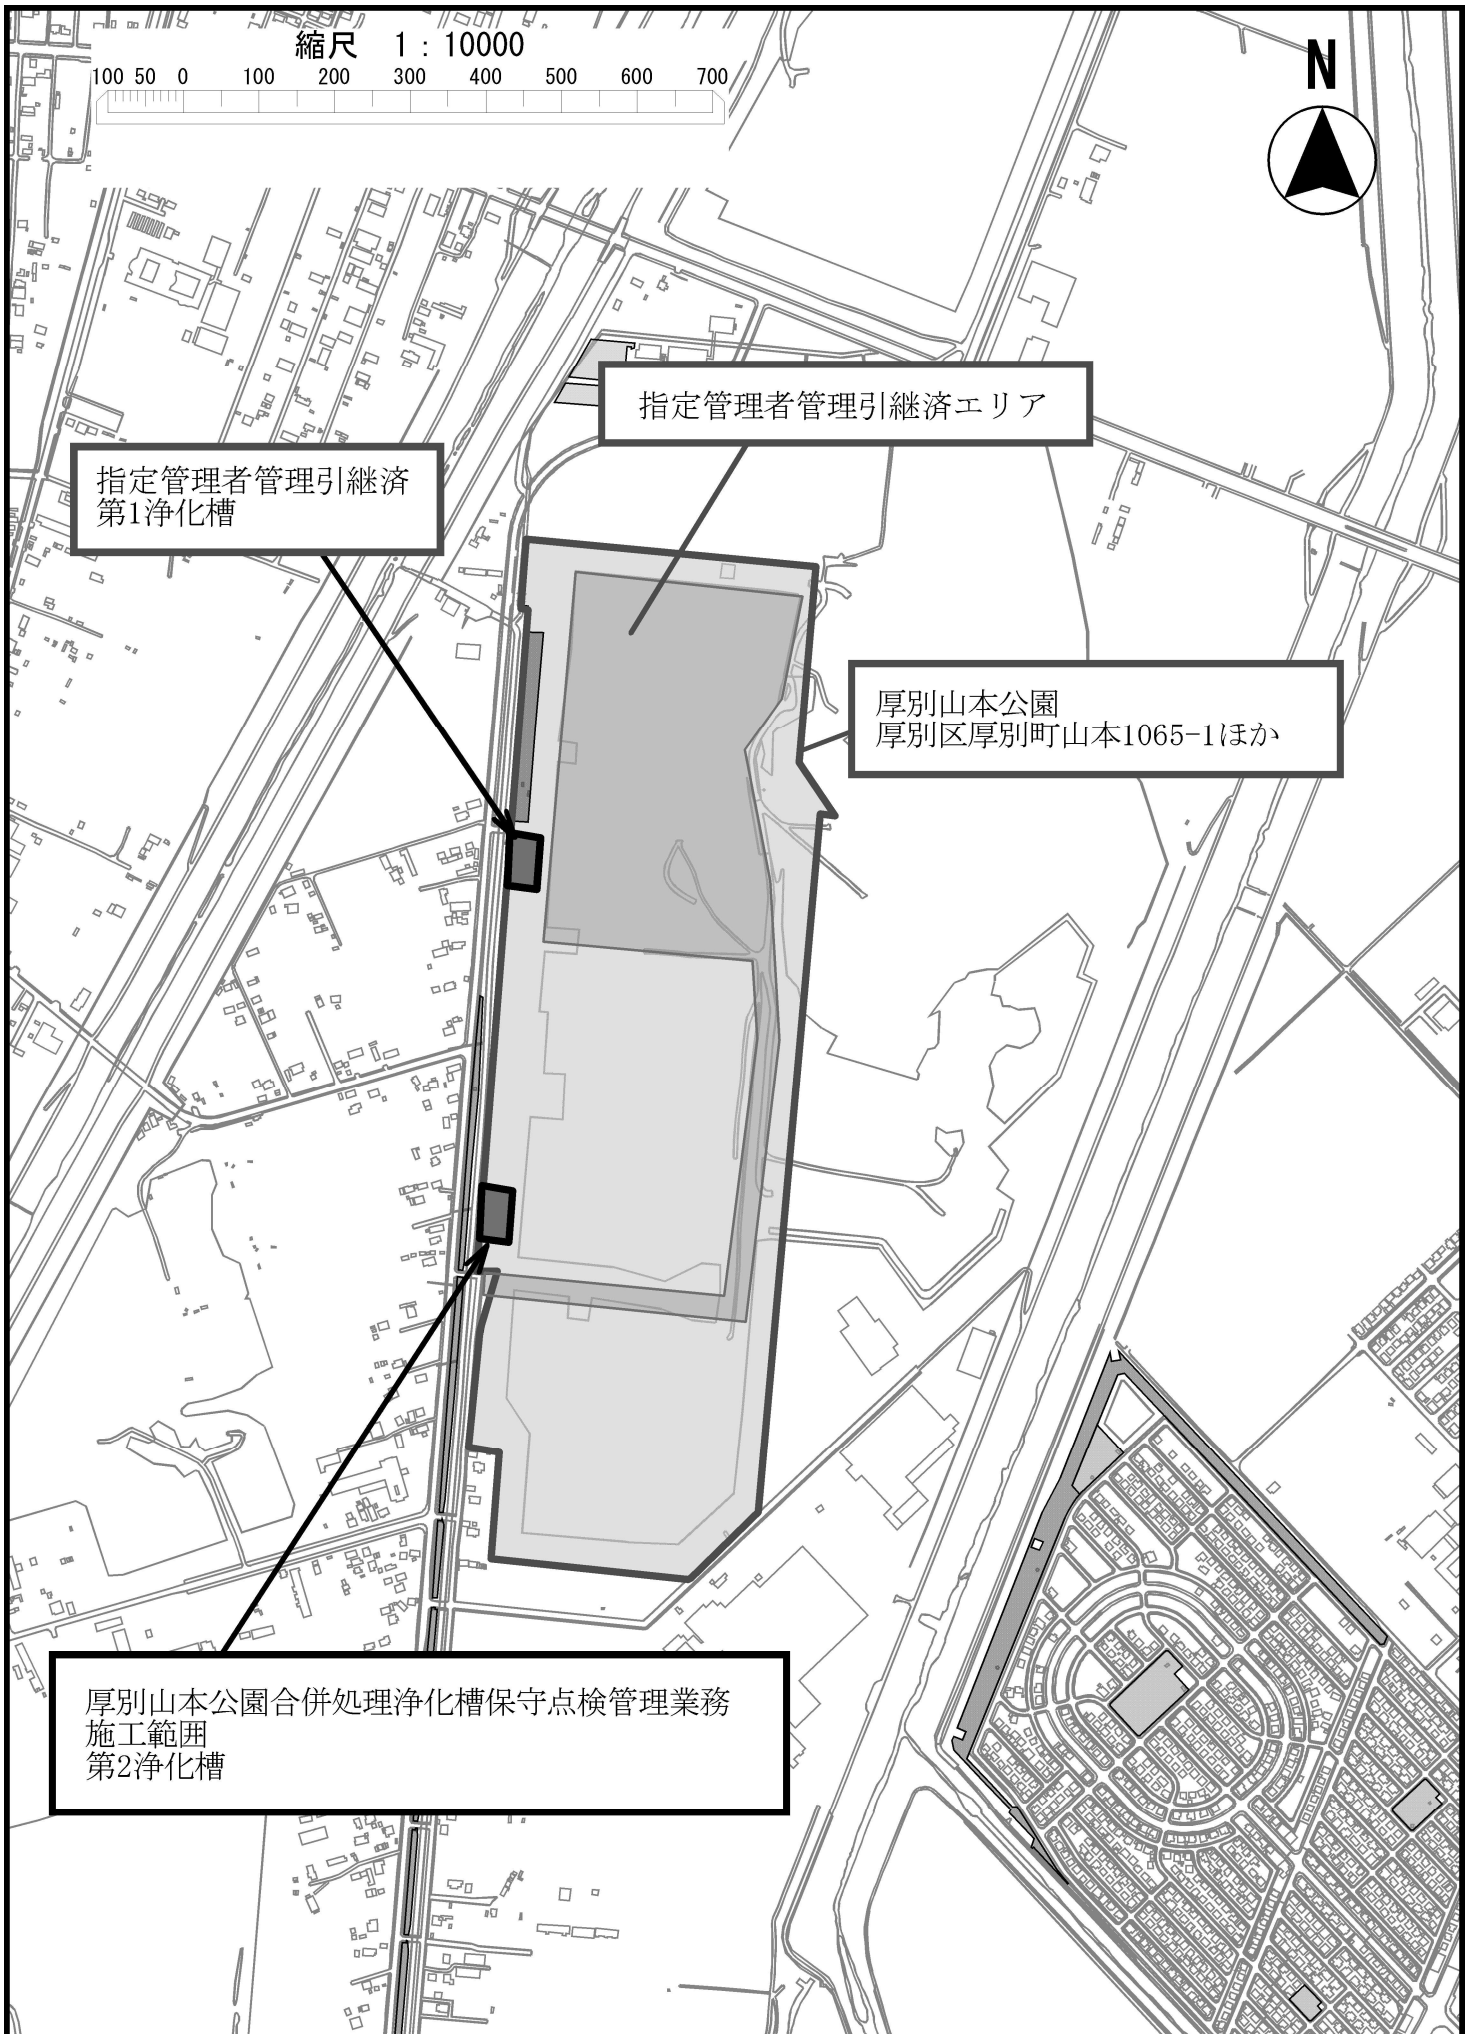 縮尺　1：10000
100 50 0 100 200 300 400 500 600 700
N
指定管理者管理引継済エリア
指定管理者管理引継済
第1浄化槽
厚別山本公園
厚別区厚別町山本1065-1ほか
厚別山本公園合併処理浄化槽保守点検管理業務
施工範囲
第2浄化槽